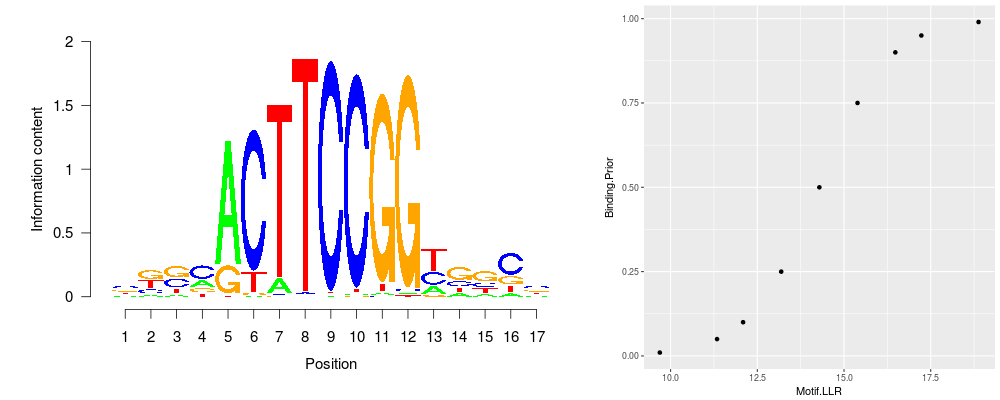 Information content
2
1.5
1
0.5
0
ACTTCCGG
GTA
T
C
A
C
1 2 3 4 5 6 7 8 9 10 11 12 13 14 15 16 17
Position
Binding.Prior
1.00
0.75
0.50
0.25
0.00
10.0 12.5 15.0 17.5
Motif.LLR